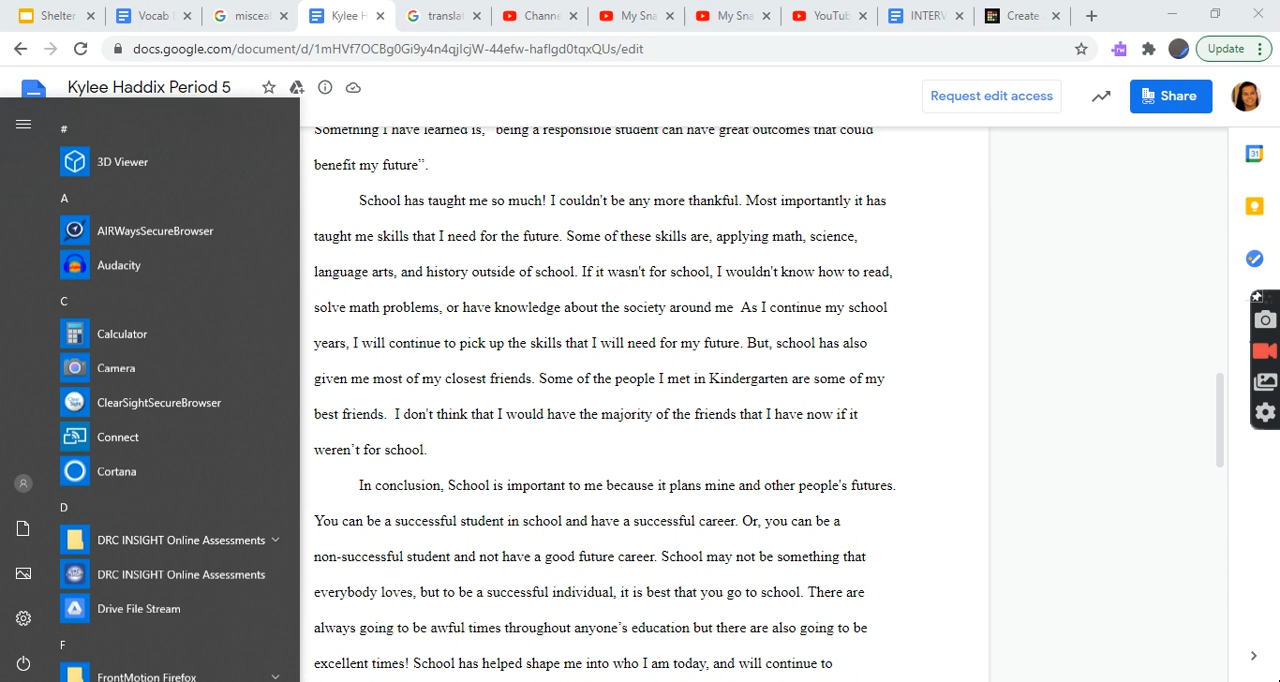 Shelter
Vocab
misceal
Kylee H
translat
Channe
My Sna
My Sna
YouTub
INTERV
Create
docs.google.com/document/d/1mHVf7OCBg0Gi9y4n4qjIcjW-44efw-haflgd0tqxQUs/edit
Update
Kylee Haddix Period 5
Request edit access
Share
31
#
3D Viewer
A
AIRWaysSecureBrowser
Audacity
C
Calculator
Camera
ClearSightSecureBrowser
Connect
Cortana
D
DRC INSIGHT Online Assessments
DRC INSIGHT Online Assessments
Drive File Stream
F
FrontMotion Firefox
Something I have learned is, "being a responsible student can have great outcomes that could
benefit my future”.
School has taught me so much! I couldn't be any more thankful. Most importantly it has
taught me skills that I need for the future. Some of these skills are, applying math, science,
language arts, and history outside of school. If it wasn't for school, I wouldn't know how to read,
solve math problems, or have knowledge about the society around me  As I continue my school
years, I will continue to pick up the skills that I will need for my future. But, school has also
given me most of my closest friends. Some of the people I met in Kindergarten are some of my
best friends.  I don't think that I would have the majority of the friends that I have now if it
weren’t for school.
In conclusion, School is important to me because it plans mine and other people's futures.
You can be a successful student in school and have a successful career. Or, you can be a
non-successful student and not have a good future career. School may not be something that
everybody loves, but to be a successful individual, it is best that you go to school. There are
always going to be awful times throughout anyone’s education but there are also going to be
excellent times! School has helped shape me into who I am today, and will continue to